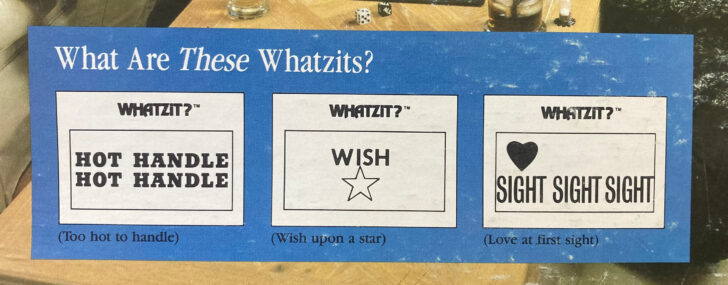 What Are These Whatzits?
WHATZIT?™
HOT HANDLE
HOT HANDLE
(Too hot to handle)
WHATZIT?™
WISH
(Wish upon a star)
WHATZIT?™
SIGHT SIGHT SIGHT
(Love at first sight)